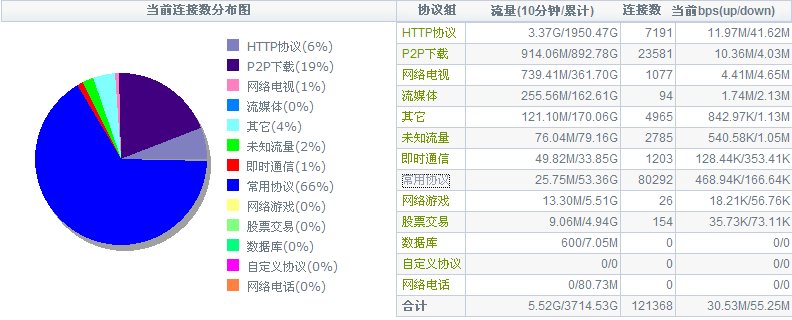 当前连接数分布图
HTTP协议(6%)
P2P下载(19%)
网络电视(1%)
流媒体(0%)
其它(4%)
未知流量(2%)
即时通信(1%)
常用协议(66%)
网络游戏(0%)
股票交易(0%)
数据库(0%)
自定义协议(0%)
网络电话(0%)
协议组 流量(10分钟/累计) 连接数 当前bps(up/down)
HTTP协议 3.37G/1950.47G 7191 11.97M/41.62M
P2P下载 914.06M/892.78G 23581 10.36M/4.03M
网络电视 739.41M/361.70G 1077 4.41M/4.65M
流媒体 255.56M/162.61G 94 1.74M/2.13M
其它 121.10M/170.06G 4965 842.97K/1.13M
未知流量 76.04M/79.16G 2785 540.58K/1.05M
即时通信 49.82M/33.85G 1203 128.44K/353.41K
常用协议 25.75M/53.36G 80292 468.94K/166.64K
网络游戏 13.30M/5.51G 26 18.21K/56.76K
股票交易 9.06M/4.94G 154 35.73K/73.11K
数据库 600/7.05M 0 0/0
自定义协议 0/0 0 0/0
网络电话 0/80.73M 0 0/0
合计 5.52G/3714.53G 121368 30.53M/55.25M